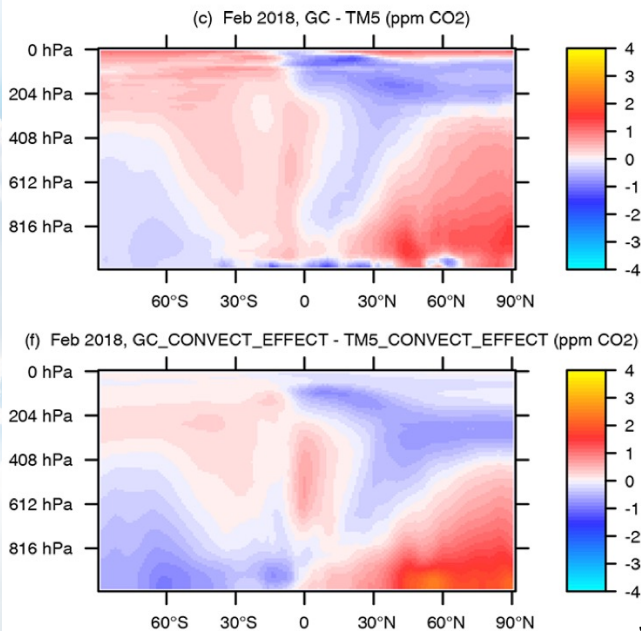 (c) Feb 2018, GC - TM5 (ppm CO2)
0 hPa
204 hPa
408 hPa
612 hPa
816 hPa
60°S 30°S 0 30°N 60°N 90°N
4
3
2
1
0
-1
-2
-3
-4
(f) Feb 2018, GC_CONVECT_EFFECT - TM5_CONVECT_EFFECT (ppm CO2)
0 hPa
204 hPa
408 hPa
612 hPa
816 hPa
60°S 30°S 0 30°N 60°N 90°N
4
3
2
1
0
-1
-2
-3
-4